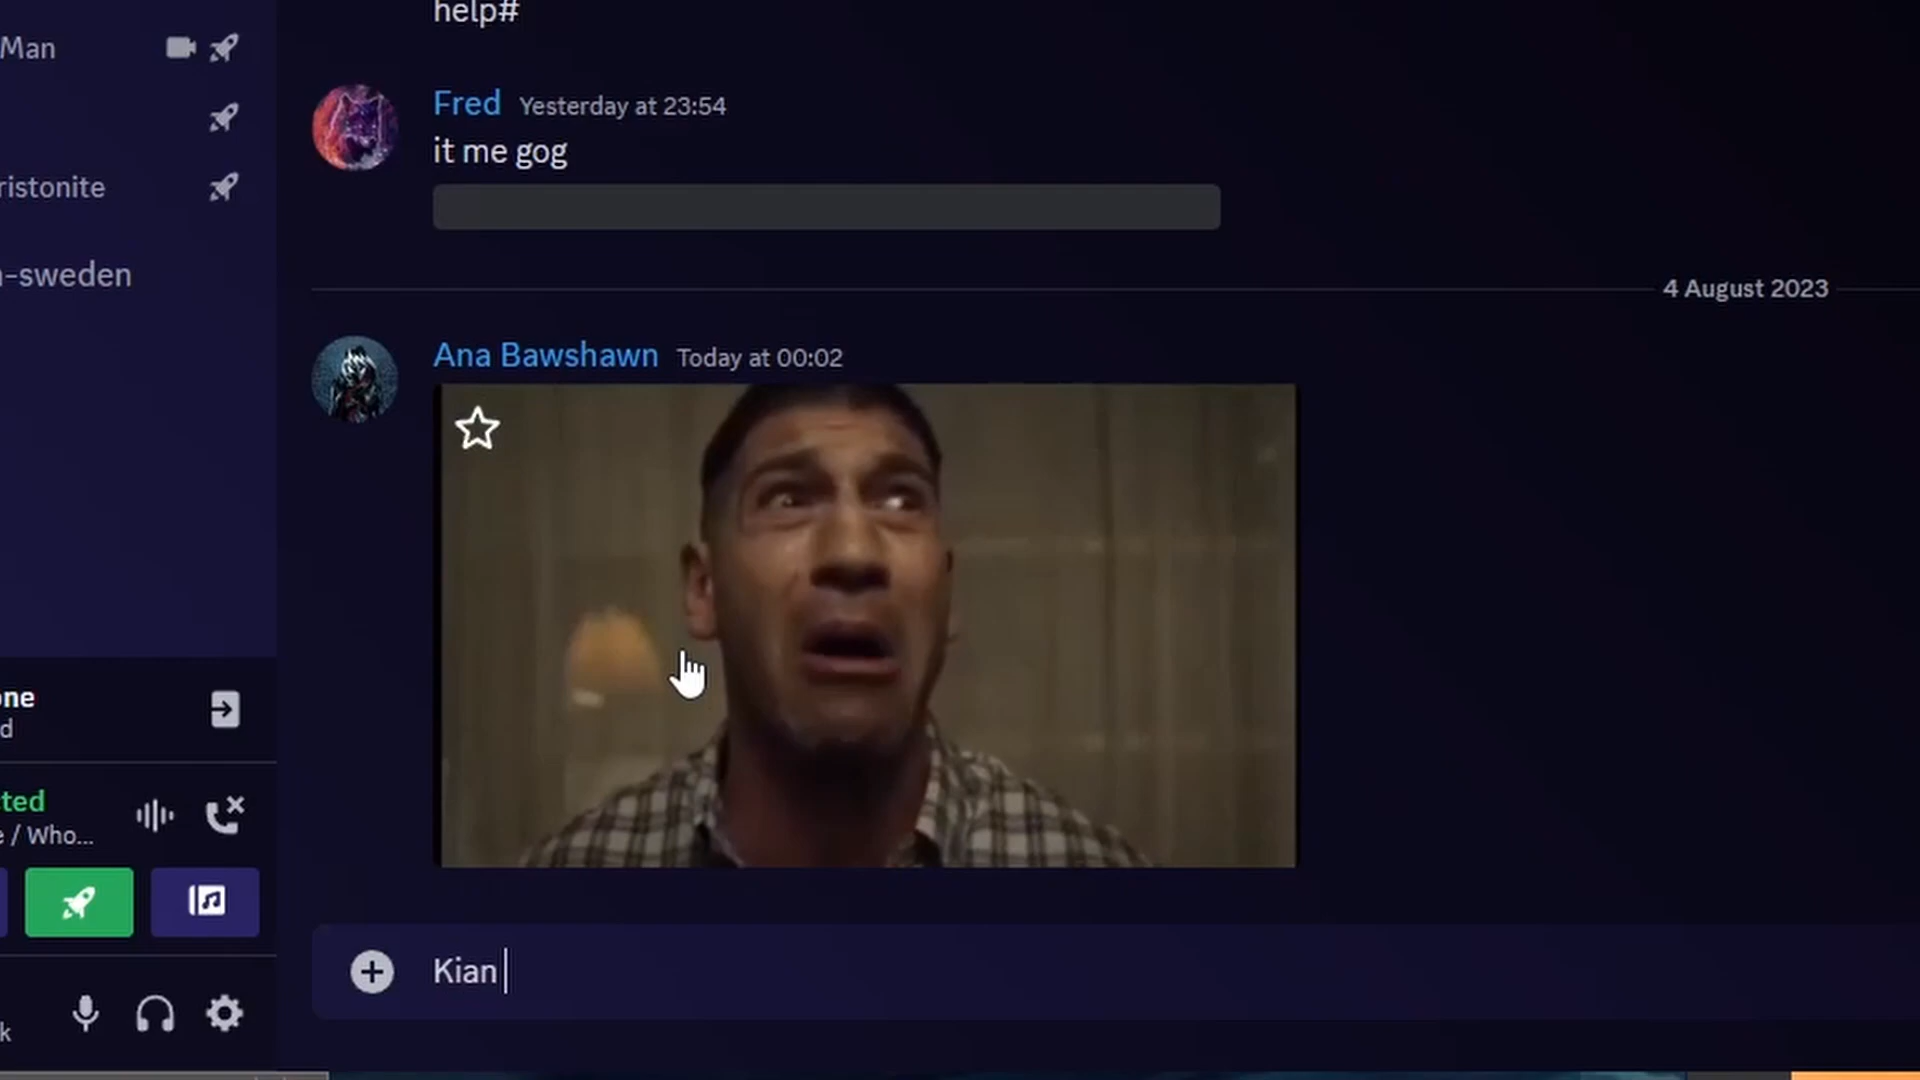 help#
Man
Fred Yesterday at 23:54
it me gog
ristonite
-sweden
4 August 2023
Ana Bawshawn Today at 00:02
one
d
ted
e / Who...
Kian
k